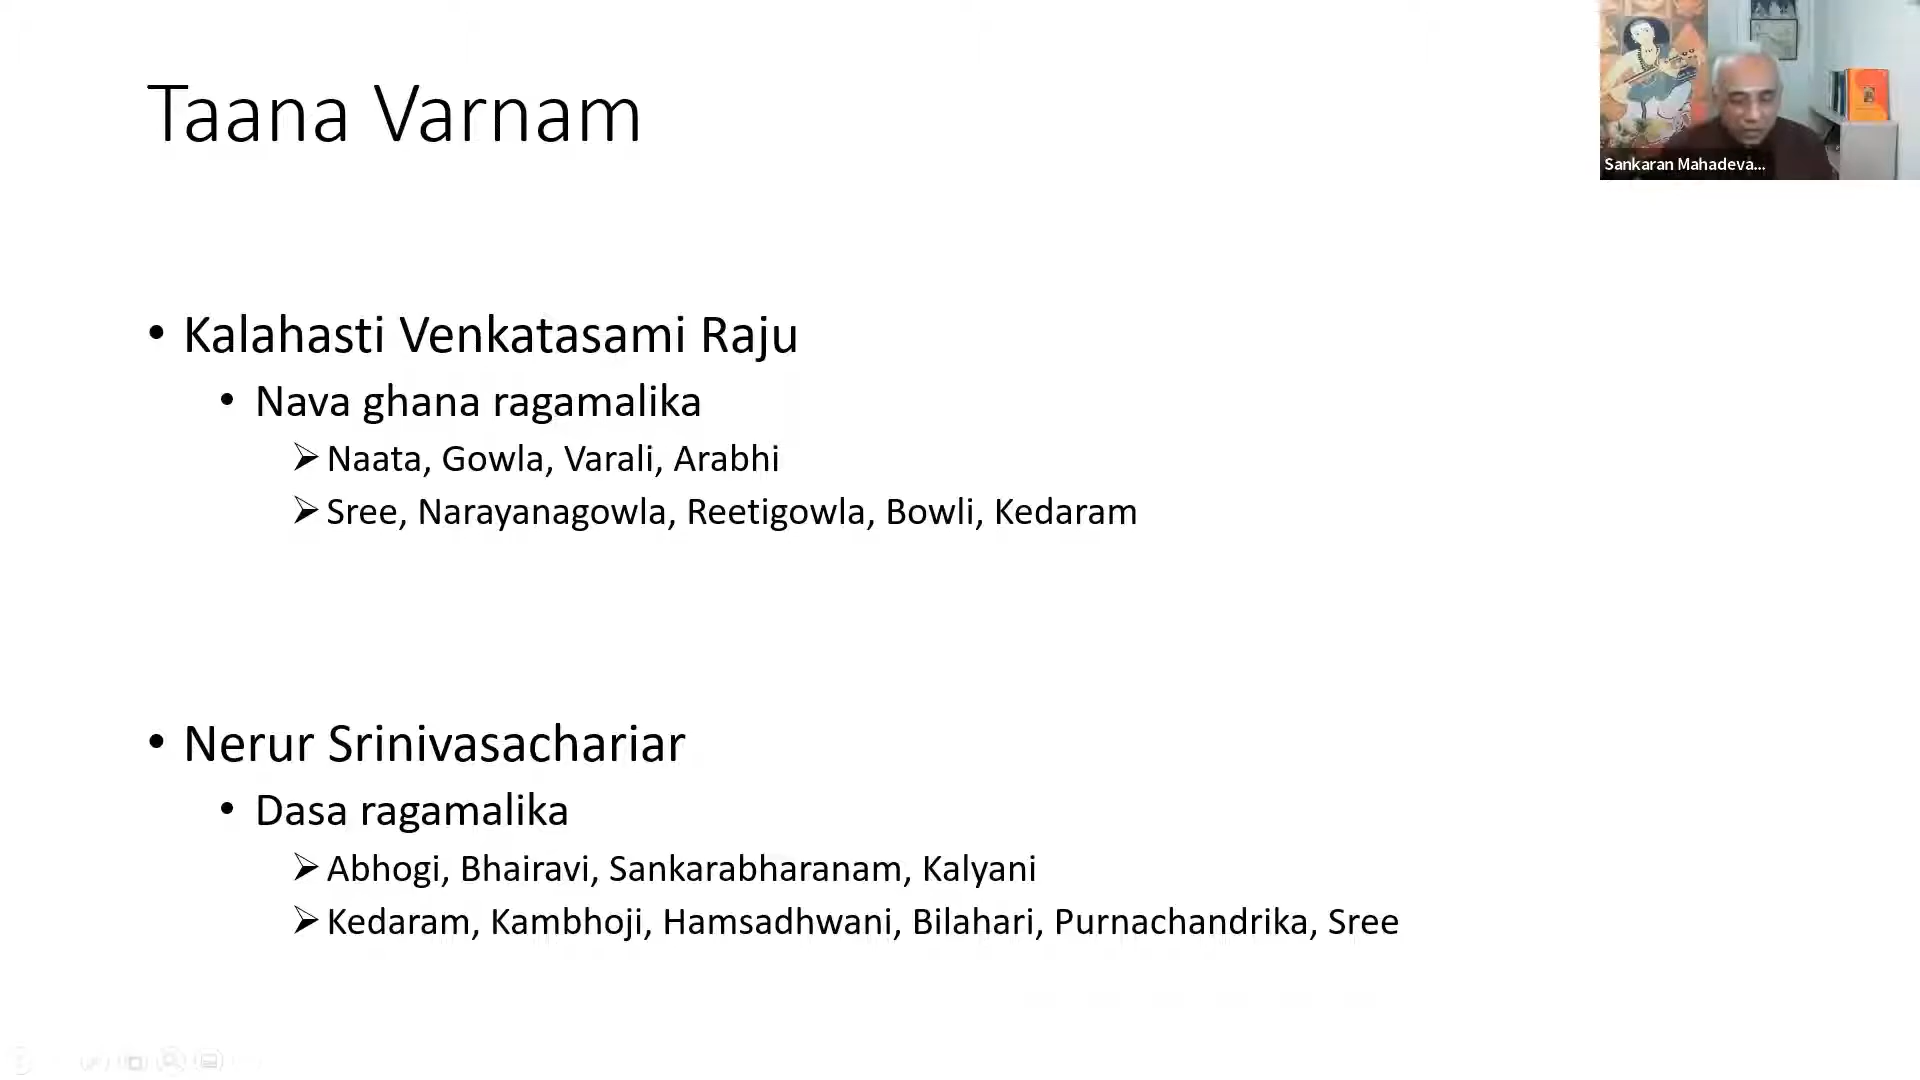 Taana Varnam
Sankaran Mahadeva...
• Kalahasti Venkatasami Raju
• Nava ghana ragamalika
➢ Naata, Gowla, Varali, Arabhi
➢ Sree, Narayanagowla, Reetigowla, Bowli, Kedaram
• Nerur Srinivasachariar
• Dasa ragamalika
➢ Abhogi, Bhairavi, Sankarabharanam, Kalyani
➢ Kedaram, Kambhoji, Hamsadhwani, Bilahari, Purnachandrika, Sree